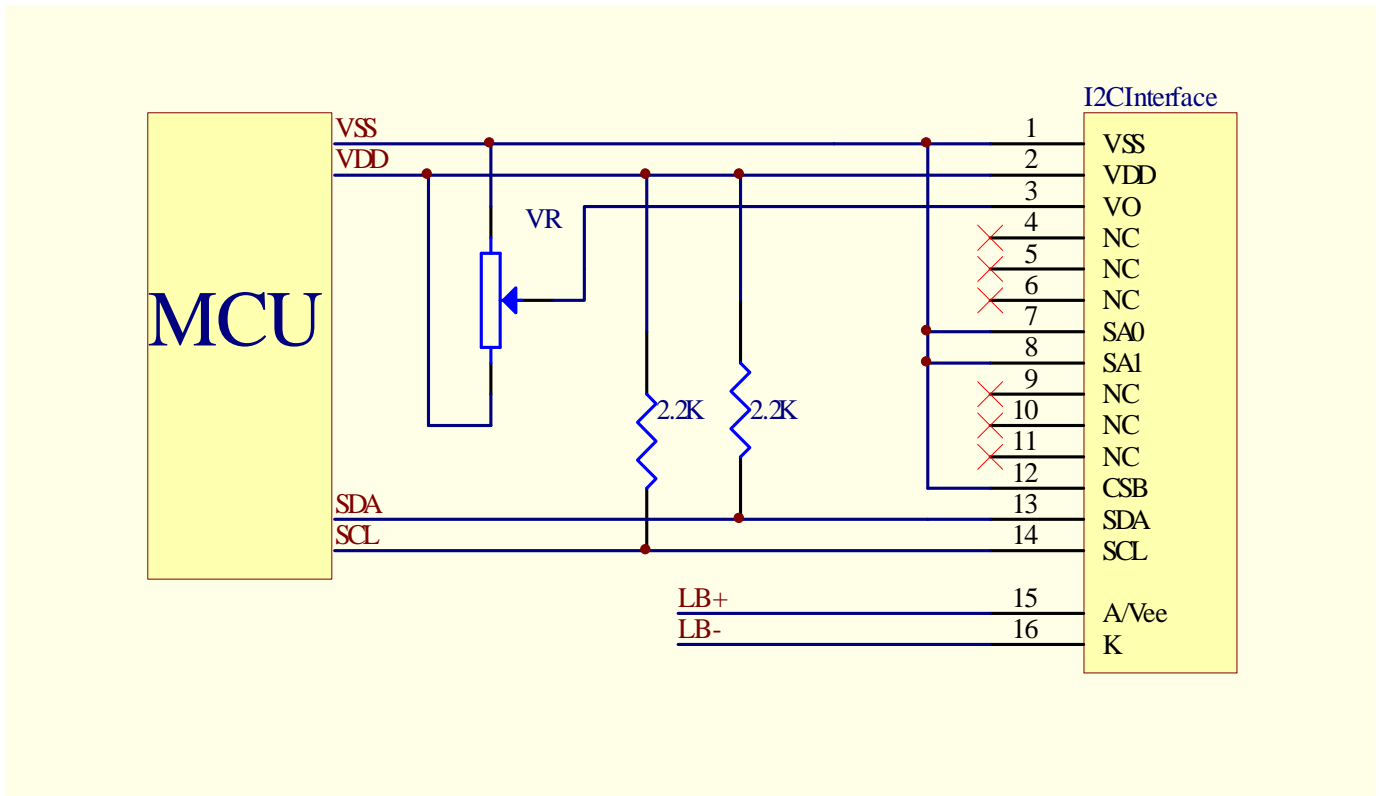 I2CInterface
MCU
VSS
VDD
VR
2.2K
2.2K
SDA
SCL
LB+
LB-
1 VSS
2 VDD
3 VO
4 NC
5 NC
6 NC
7 SA0
8 SA1
9 NC
10 NC
11 NC
12 CSB
13 SDA
14 SCL
15 A/Vee
16 K